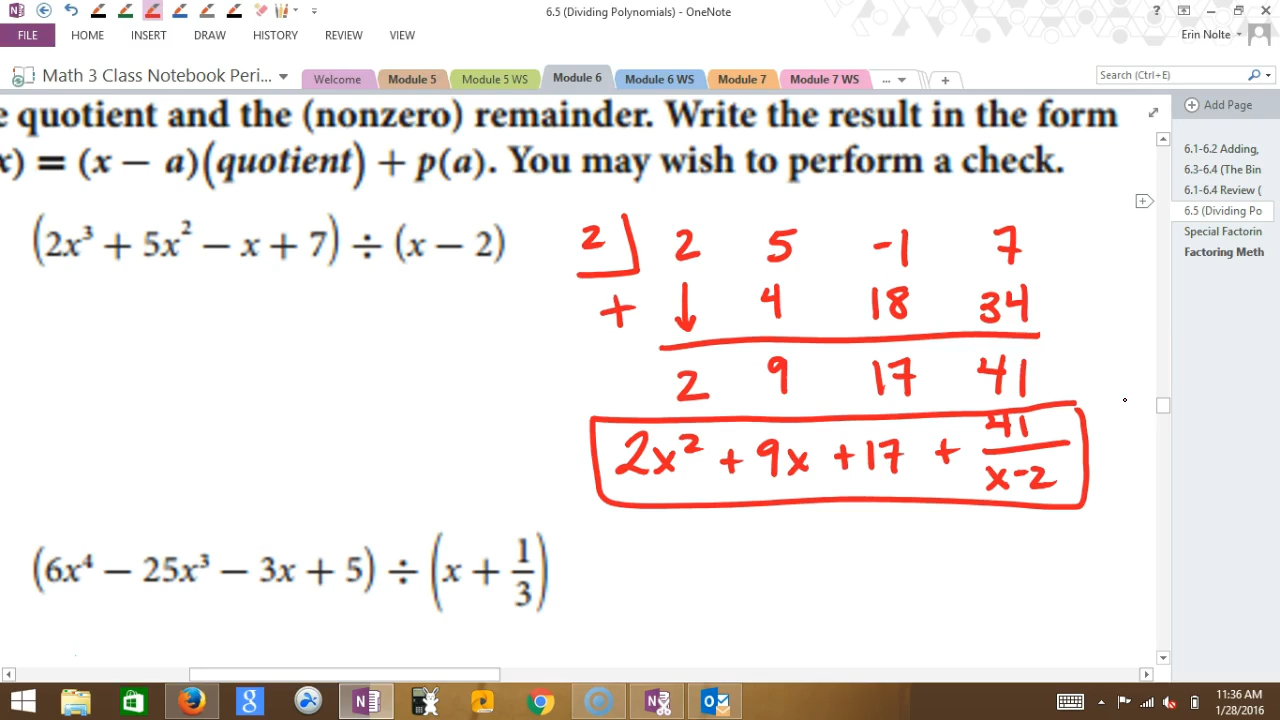 6.5 (Dividing Polynomials) - OneNote
?
FILE HOME INSERT DRAW HISTORY REVIEW VIEW
Erin Nolte
Math 3 Class Notebook Peri... Welcome Module 5 Module 5 WS Module 6 Module 6 WS Module 7 Module 7 WS ... +
Search (Ctrl+E)
Add Page
6.1-6.2 Adding,
6.3-6.4 (The Bin
6.1-6.4 Review (
6.5 (Dividing Po
Special Factorin
Factoring Meth
e quotient and the (nonzero) remainder. Write the result in the form
x) = (x − a)(quotient) + p(a). You may wish to perform a check.
(2x³ + 5x² − x + 7) ÷ (x − 2)
2 2 5 -1 7
+ ↓ 4 18 34
2 9 17 41
2x² + 9x + 17 + 41/(x-2)
(6x⁴ − 25x³ − 3x + 5) ÷ (x + 1/3)
11:36 AM
1/28/2016